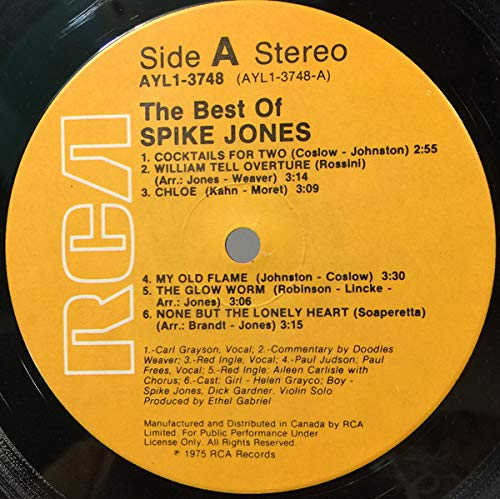 RCA
Side A Stereo
AYL1-3748 (AYL1-3748-A)
The Best Of
SPIKE JONES
1. COCKTAILS FOR TWO (Coslow - Johnston) 2:55
2. WILLIAM TELL OVERTURE (Rossini)
(Arr.: Jones - Weaver) 3:14
3. CHLOE (Kahn - Moret) 3:09
4. MY OLD FLAME (Johnston - Coslow) 3:30
5. THE GLOW WORM (Robinson - Lincke -
Arr.: Jones) 3:06
6. NONE BUT THE LONELY HEART (Soaperetta)
(Arr.: Brandt - Jones) 3:15
1.-Carl Grayson, Vocal; 2.-Commentary by Doodles
Weaver; 3.-Red Ingle, Vocal; 4.-Paul Judson, Paul
Frees, Vocal; 5.-Red Ingle: Aileen Carlisle with
Chorus; 6.-Cast: Girl - Helen Grayco; Boy -
Spike Jones, Dick Gardner. Violin Solo
Produced by Ethel Gabriel
Manufactured and Distributed in Canada by RCA
Limited. For Public Performance Under
License Only. All Rights Reserved.
℗ 1975 RCA Records